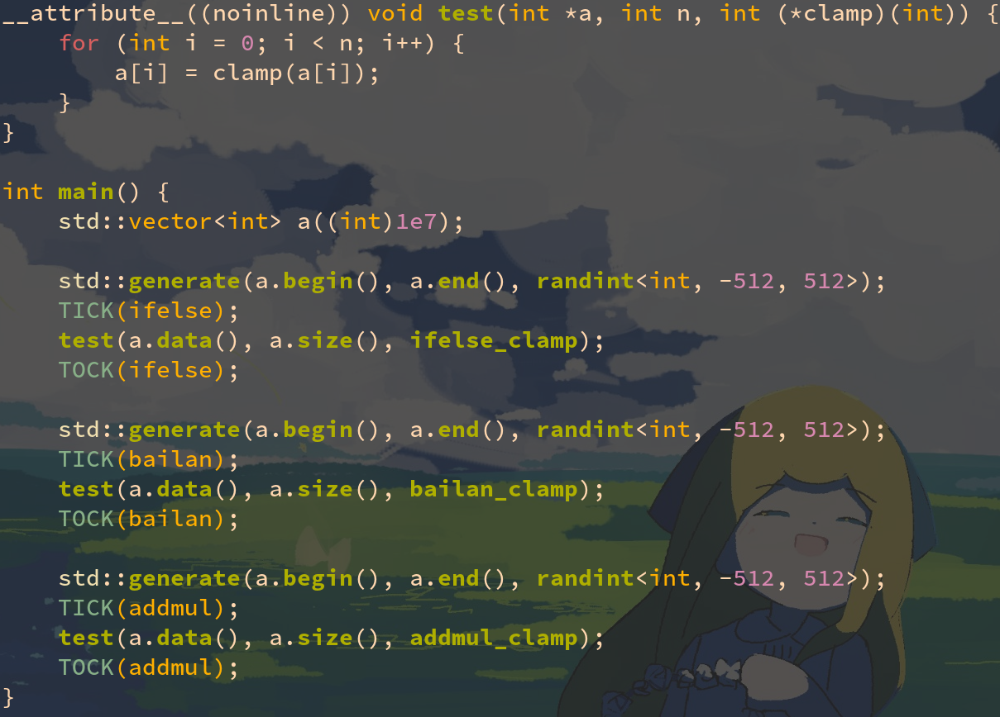 __attribute__((noinline)) void test(int *a, int n, int (*clamp)(int)) {
    for (int i = 0; i < n; i++) {
        a[i] = clamp(a[i]);
    }
}

int main() {
    std::vector<int> a((int)1e7);

    std::generate(a.begin(), a.end(), randint<int, -512, 512>);
    TICK(ifelse);
    test(a.data(), a.size(), ifelse_clamp);
    TOCK(ifelse);

    std::generate(a.begin(), a.end(), randint<int, -512, 512>);
    TICK(bailan);
    test(a.data(), a.size(), bailan_clamp);
    TOCK(bailan);

    std::generate(a.begin(), a.end(), randint<int, -512, 512>);
    TICK(addmul);
    test(a.data(), a.size(), addmul_clamp);
    TOCK(addmul);
}